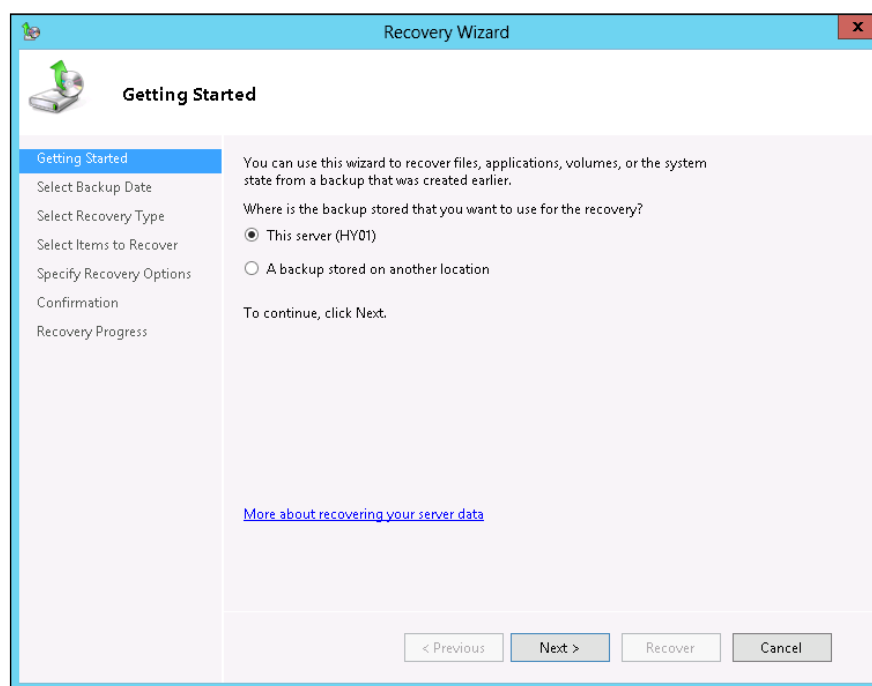 Recovery Wizard
x
Getting Started
Getting Started
Select Backup Date
Select Recovery Type
Select Items to Recover
Specify Recovery Options
Confirmation
Recovery Progress
You can use this wizard to recover files, applications, volumes, or the system
state from a backup that was created earlier.
Where is the backup stored that you want to use for the recovery?
This server (HY01)
A backup stored on another location
To continue, click Next.
More about recovering your server data
< Previous
Next >
Recover
Cancel